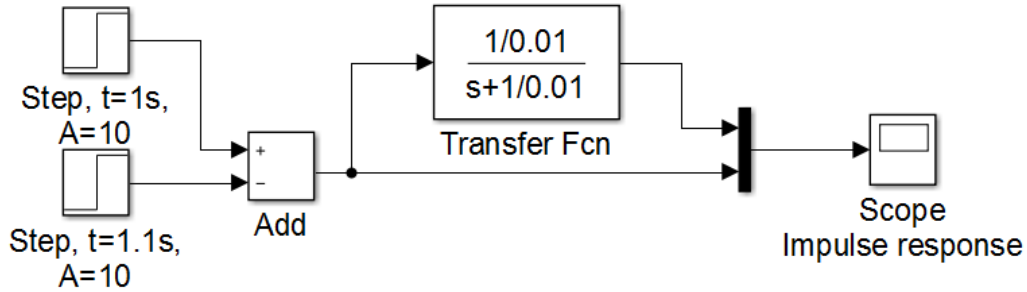 Step, t=1s,
A=10
Step, t=1.1s,
A=10
+
−
Add
1/0.01
s+1/0.01
Transfer Fcn
Scope
Impulse response